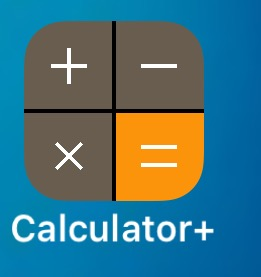 + −
× =
Calculator+